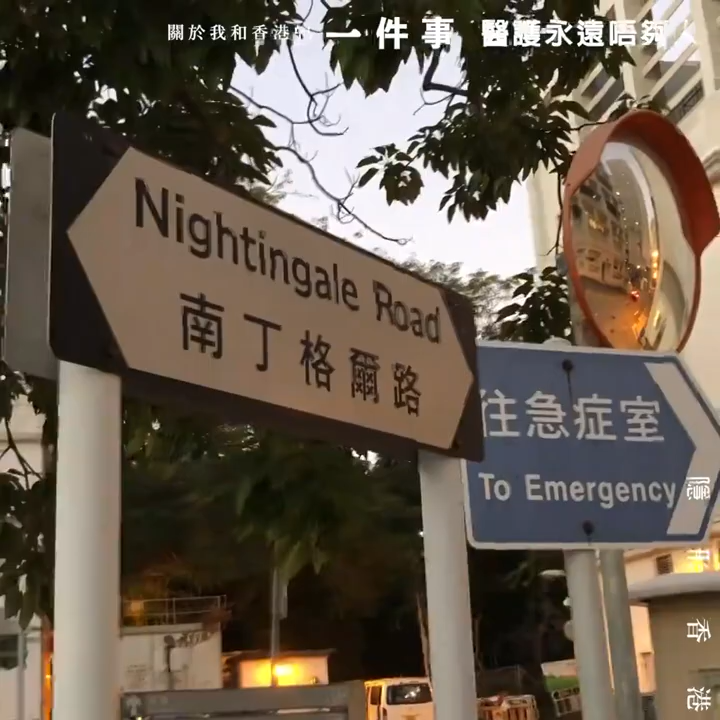 關於我和香港的 一件事 醫護永遠唔夠人
Nightingale Road
南丁格爾路
往急症室
To Emergency
香港